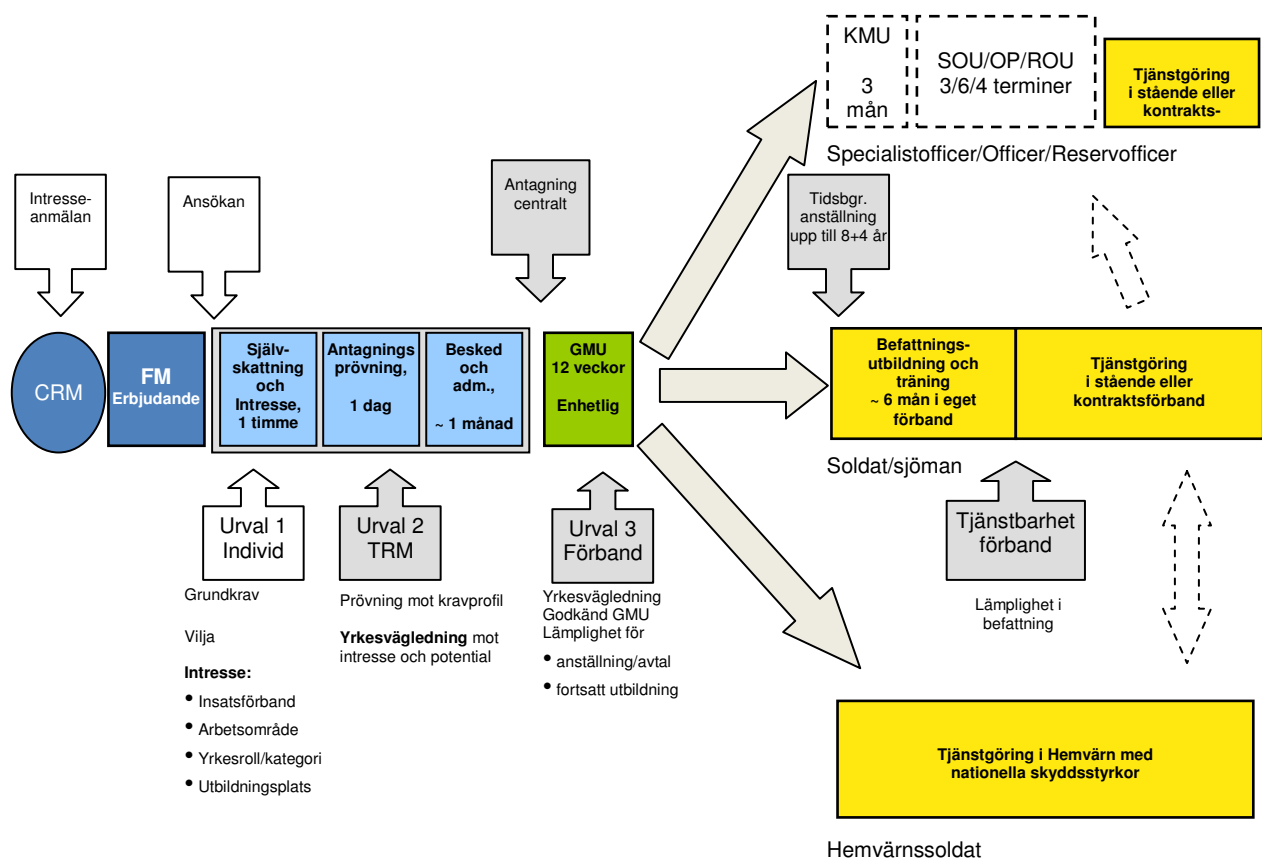 KMU
3
mån
SOU/OP/ROU
3/6/4 terminer
Tjänstgöring
i stående eller
kontrakts-
Specialistofficer/Officer/Reservofficer
Intresse-
anmälan
Ansökan
Antagning
centralt
Tidsbgr.
anställning
upp till 8+4 år
CRM
FM
Erbjudande
Själv-
skattning
och
Intresse,
1 timme
Antagnings
prövning,
1 dag
Besked
och
adm.,
~ 1 månad
GMU
12 veckor
Enhetlig
Befattnings-
utbildning och
träning
~ 6 mån i eget
förband
Tjänstgöring
i stående eller
kontraktsförband
Soldat/sjöman
Urval 1
Individ
Urval 2
TRM
Urval 3
Förband
Tjänstbarhet
förband
Grundkrav
Vilja
Intresse:
• Insatsförband
• Arbetsområde
• Yrkesroll/kategori
• Utbildningsplats
Prövning mot kravprofil
Yrkesvägledning mot
intresse och potential
Yrkesvägledning
Godkänd GMU
Lämplighet för
• anställning/avtal
• fortsatt utbildning
Lämplighet i
befattning
Tjänstgöring i Hemvärn med
nationella skyddsstyrkor
Hemvärnssoldat